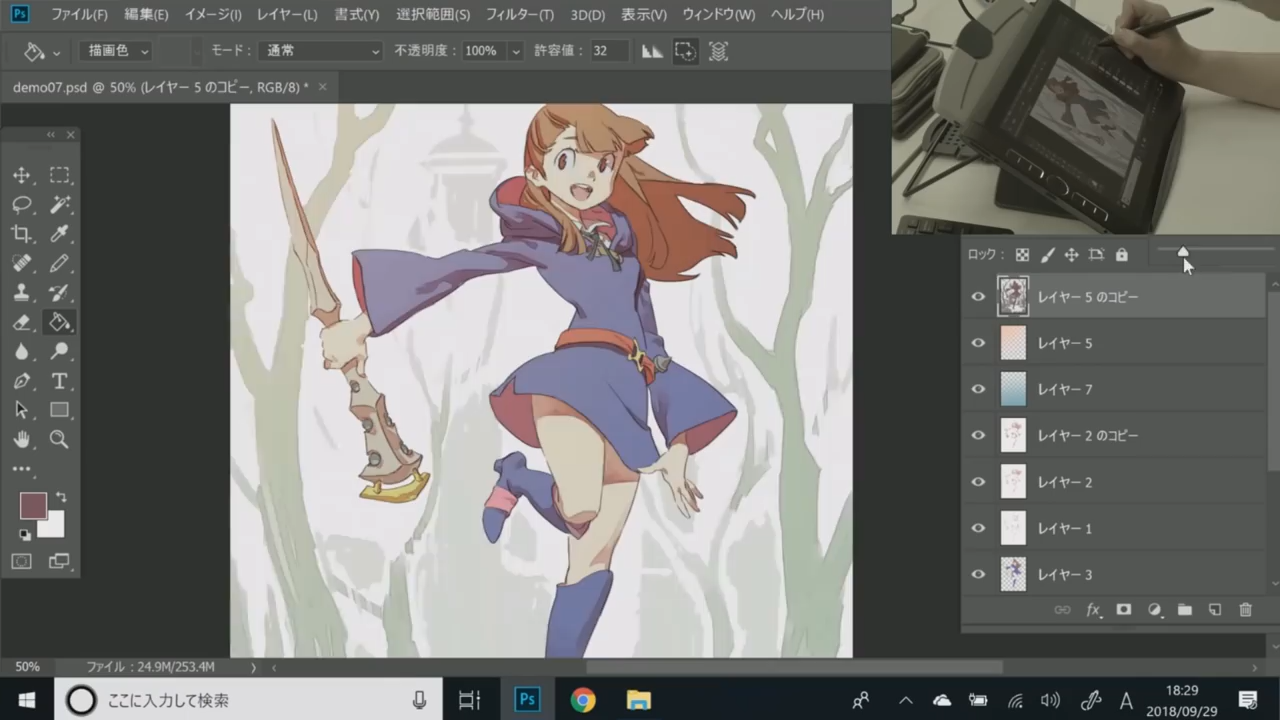 Ps ファイル(F) 編集(E) イメージ(I) レイヤー(L) 書式(Y) 選択範囲(S) フィルター(T) 3D(D) 表示(V) ウィンドウ(W) ヘルプ(H)
描画色 モード： 通常 不透明度： 100% 許容値： 32
demo07.psd @ 50% (レイヤー 5 のコピー, RGB/8) * ×
ロック：
レイヤー 5 のコピー
レイヤー 5
レイヤー 7
レイヤー 2 のコピー
レイヤー 2
レイヤー 1
レイヤー 3
fx
50% ファイル：24.9M/253.4M
ここに入力して検索
Ps
A
18:29
2018/09/29